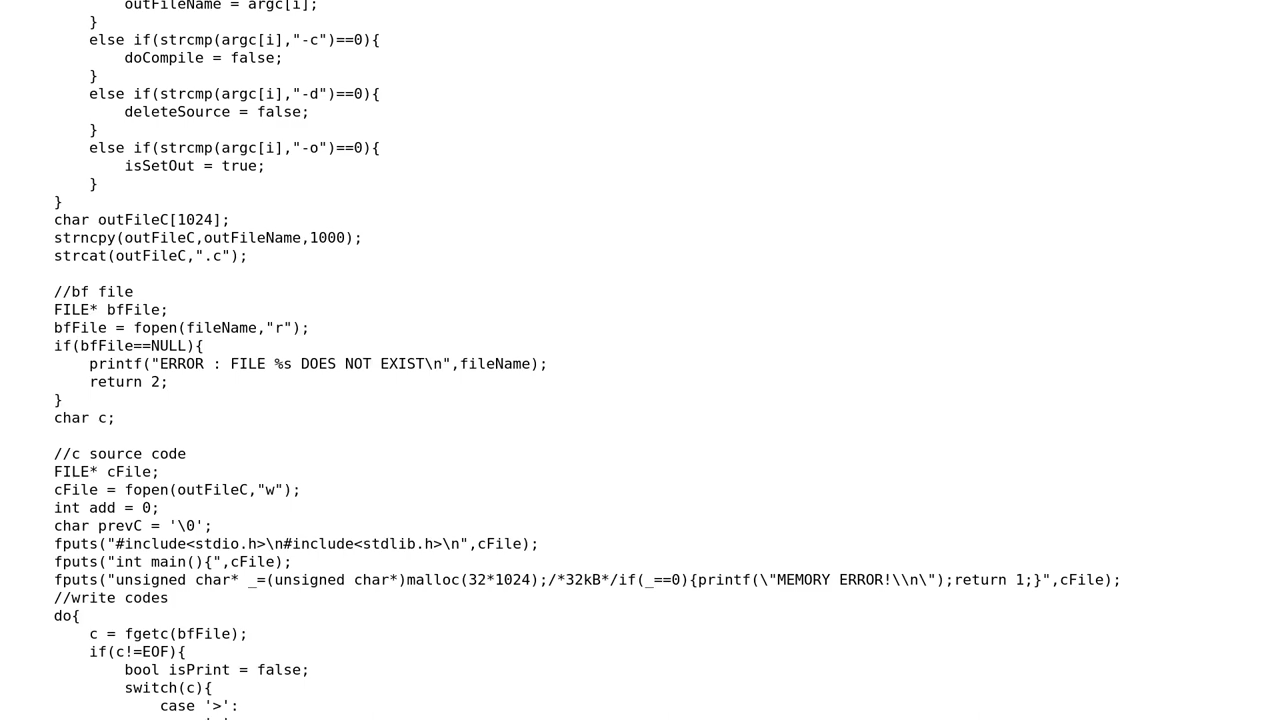 outFileName = argc[i];
}
else if(strcmp(argc[i],"-c")==0){
doCompile = false;
}
else if(strcmp(argc[i],"-d")==0){
deleteSource = false;
}
else if(strcmp(argc[i],"-o")==0){
isSetOut = true;
}
}
char outFileC[1024];
strncpy(outFileC,outFileName,1000);
strcat(outFileC,".c");
//bf file
FILE* bfFile;
bfFile = fopen(fileName,"r");
if(bfFile==NULL){
printf("ERROR : FILE %s DOES NOT EXIST\n",fileName);
return 2;
}
char c;
//c source code
FILE* cFile;
cFile = fopen(outFileC,"w");
int add = 0;
char prevC = '\0';
fputs("#include<stdio.h>\n#include<stdlib.h>\n",cFile);
fputs("int main(){",cFile);
fputs("unsigned char* _=(unsigned char*)malloc(32*1024);/*32kB*/if(_==0){printf(\"MEMORY ERROR!\\n\");return 1;}",cFile);
//write codes
do{
c = fgetc(bfFile);
if(c!=EOF){
bool isPrint = false;
switch(c){
case '>':